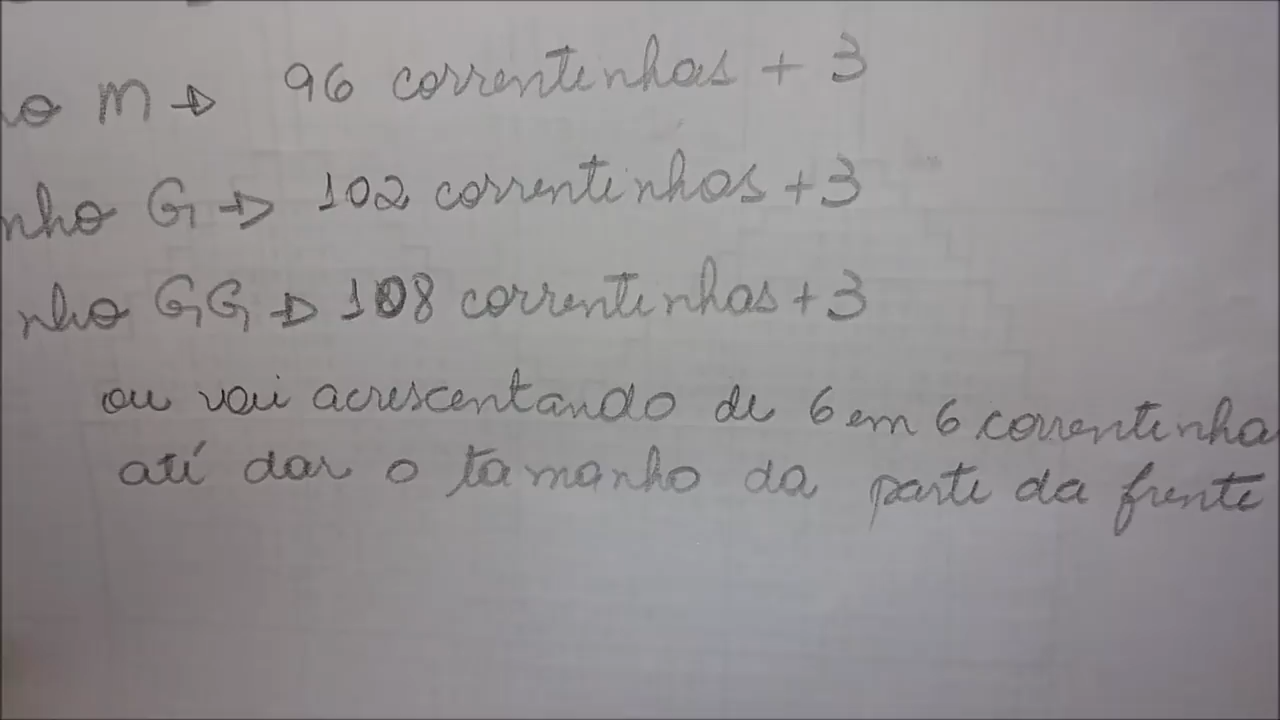 ho M → 96 correntinhas + 3
nho G → 102 correntinhas +3
nho GG → 108 correntinhas +3
ou vai acrescentando de 6 em 6 correntinha
até dar o tamanho da parte da frente